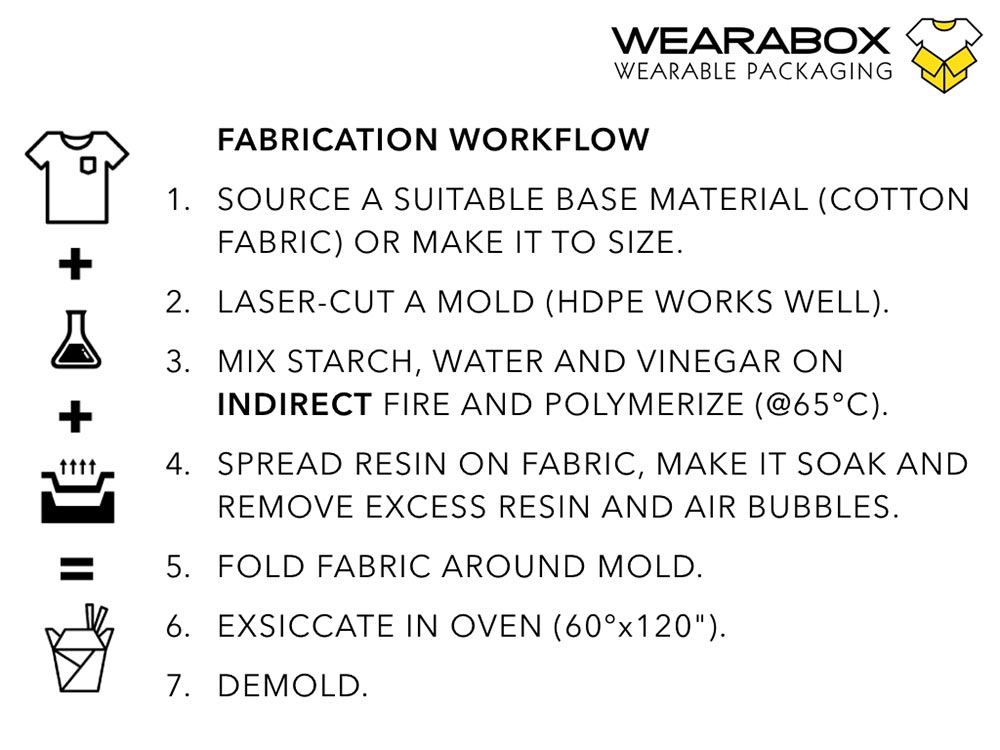 WEARABOX
WEARABLE PACKAGING
FABRICATION WORKFLOW
1. SOURCE A SUITABLE BASE MATERIAL (COTTON
FABRIC) OR MAKE IT TO SIZE.
2. LASER-CUT A MOLD (HDPE WORKS WELL).
3. MIX STARCH, WATER AND VINEGAR ON
INDIRECT FIRE AND POLYMERIZE (@65°C).
4. SPREAD RESIN ON FABRIC, MAKE IT SOAK AND
REMOVE EXCESS RESIN AND AIR BUBBLES.
5. FOLD FABRIC AROUND MOLD.
6. EXSICCATE IN OVEN (60°x120").
7. DEMOLD.